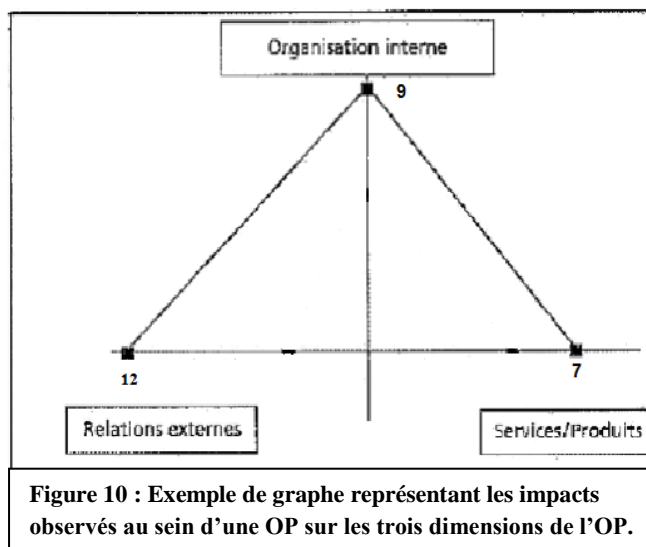 Organisation interne
9
12
7
Relations externes
Services/Produits
Figure 10 : Exemple de graphe représentant les impacts
observés au sein d’une OP sur les trois dimensions de l’OP.